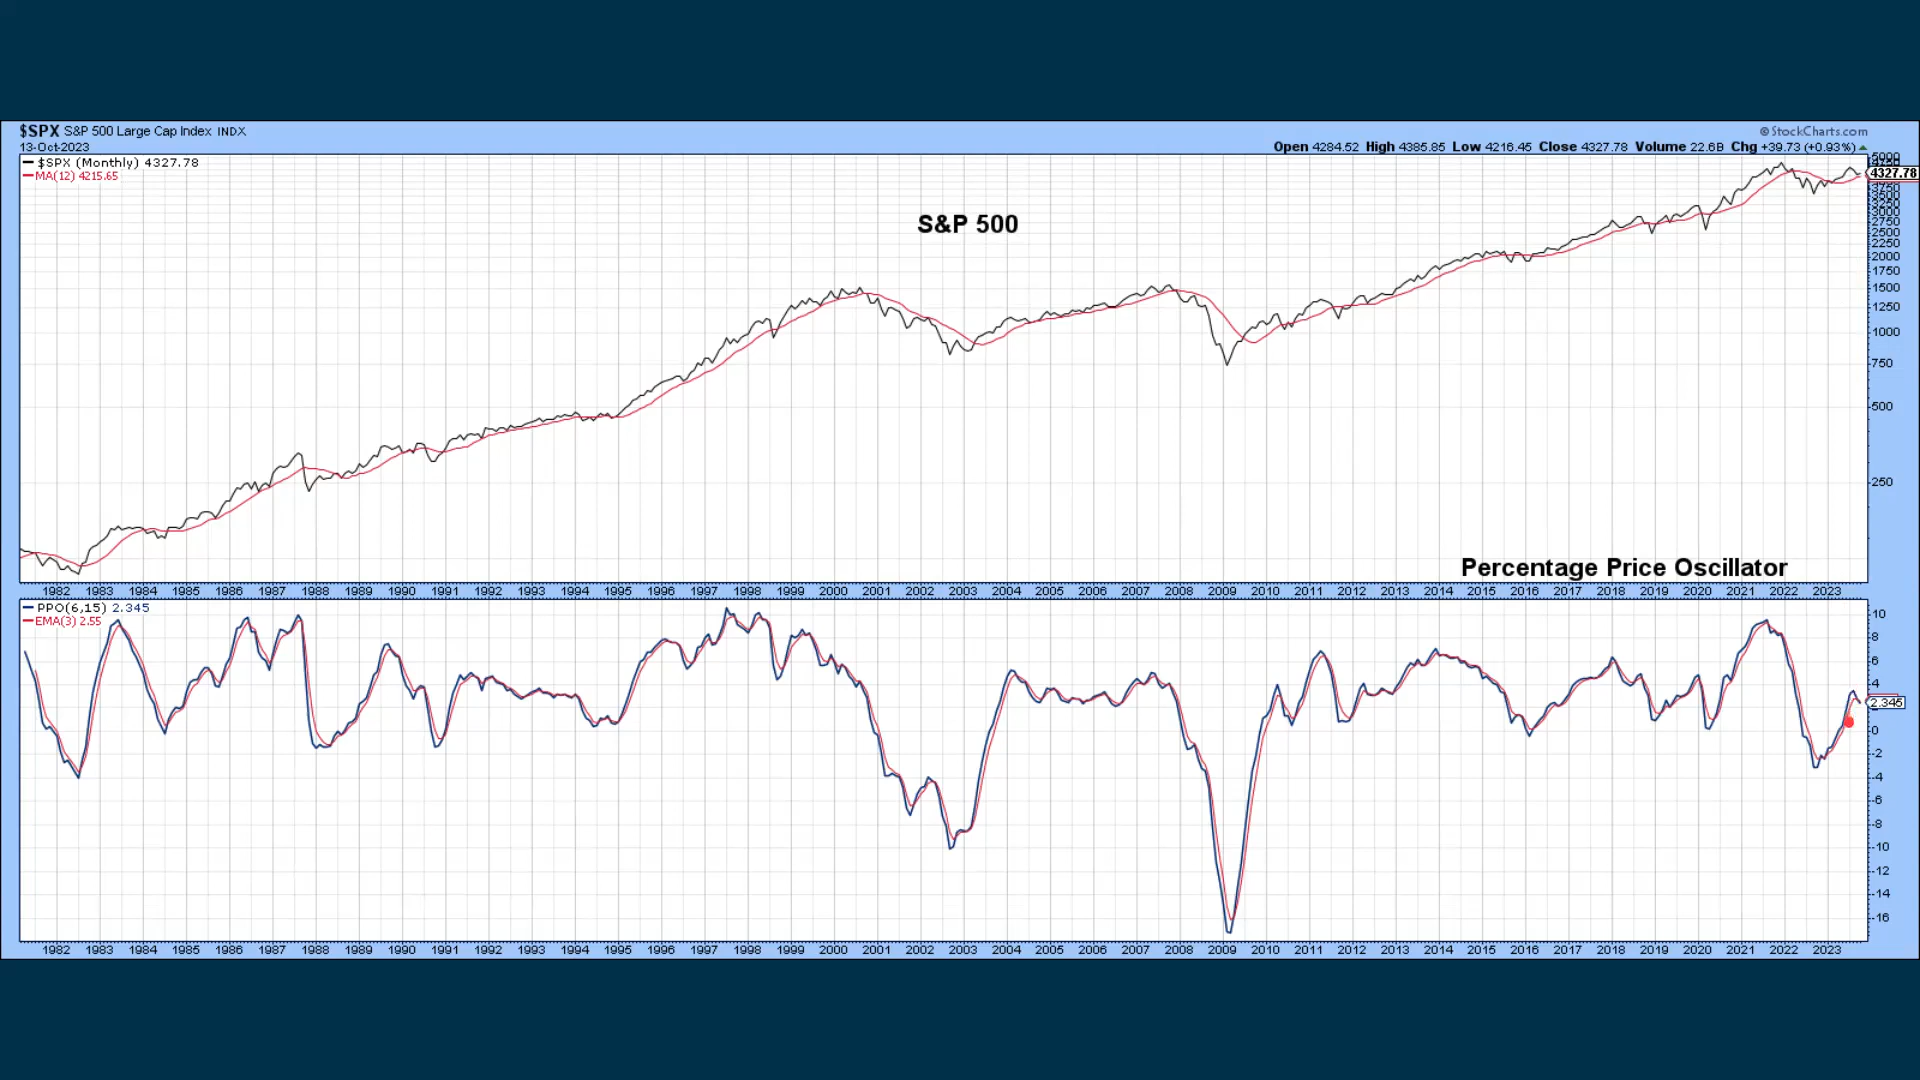 $SPX S&P 500 Large Cap Index INDX
© StockCharts.com
13-Oct-2023
Open 4284.52 High 4385.85 Low 4216.45 Close 4327.78 Volume 22.6B Chg +39.73 (+0.93%)
$SPX (Monthly) 4327.78
MA(12) 4215.65
S&P 500
5000
4327.78
3750
3500
3250
3000
2750
2500
2250
2000
1750
1500
1250
1000
750
500
250
Percentage Price Oscillator
1982 1983 1984 1985 1986 1987 1988 1989 1990 1991 1992 1993 1994 1995 1996 1997 1998 1999 2000 2001 2002 2003 2004 2005 2006 2007 2008 2009 2010 2011 2012 2013 2014 2015 2016 2017 2018 2019 2020 2021 2022 2023
PPO(6,15) 2.345
EMA(3) 2.55
10
8
6
4
2.345
0
-2
-4
-6
-8
-10
-12
-14
-16
1982 1983 1984 1985 1986 1987 1988 1989 1990 1991 1992 1993 1994 1995 1996 1997 1998 1999 2000 2001 2002 2003 2004 2005 2006 2007 2008 2009 2010 2011 2012 2013 2014 2015 2016 2017 2018 2019 2020 2021 2022 2023